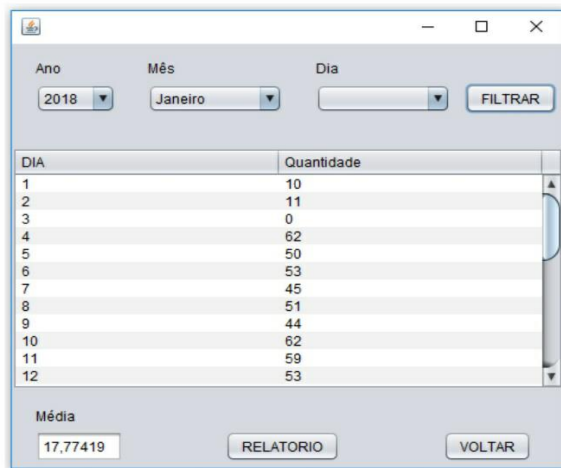 Ano Mês Dia
2018 Janeiro FILTRAR
DIA Quantidade
1 10
2 11
3 0
4 62
5 50
6 53
7 45
8 51
9 44
10 62
11 59
12 53
Média
17,77419 RELATORIO VOLTAR